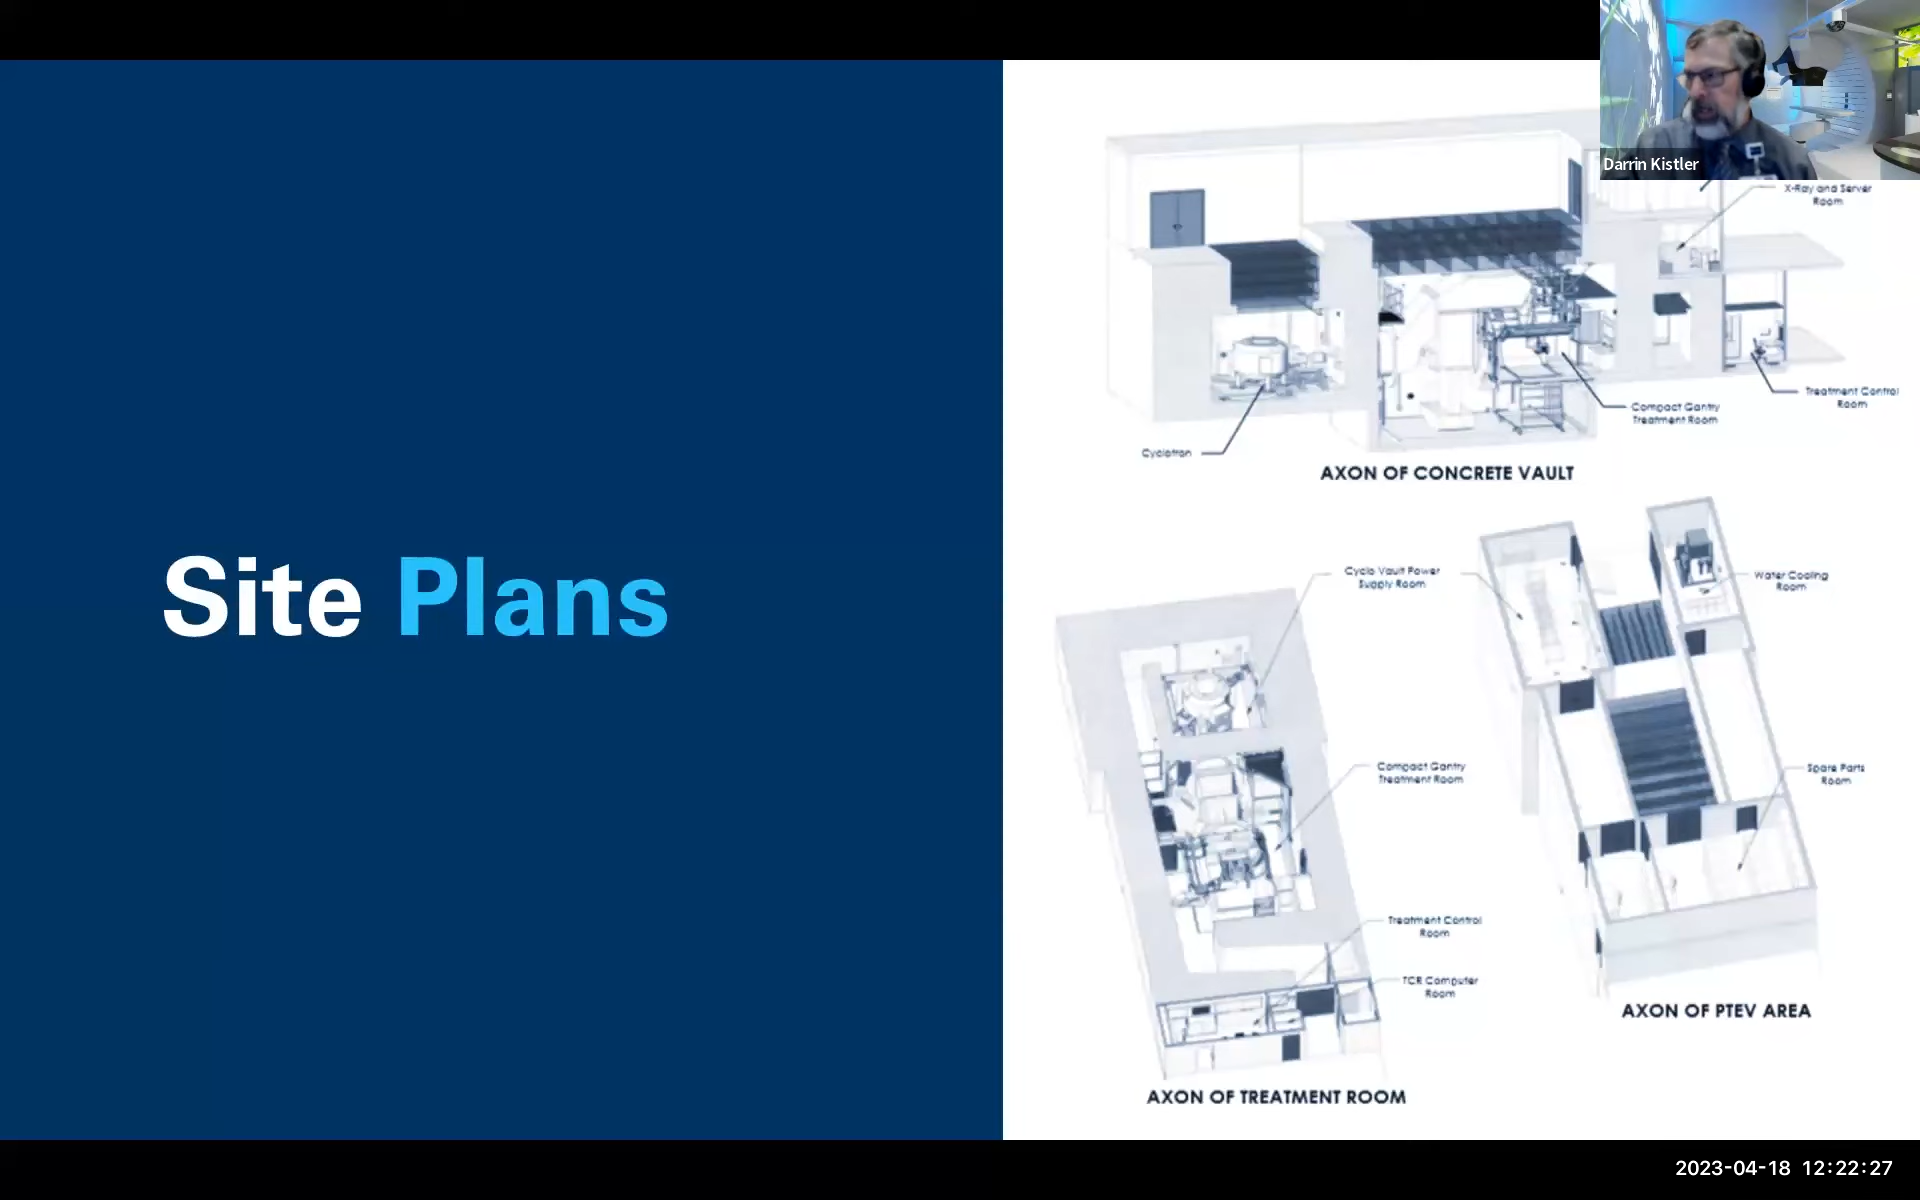 Darrin Kistler
Site Plans
X-Ray and Server
Room
Treatment Control
Room
Compact Gantry
Treatment Room
Cyclotron
AXON OF CONCRETE VAULT
Cyclo Vault Power
Supply Room
Water Cooling
Room
Compact Gantry
Treatment Room
Spare Parts
Room
Treatment Control
Room
TCR Computer
Room
AXON OF PTEV AREA
AXON OF TREATMENT ROOM
2023-04-18 12:22:27